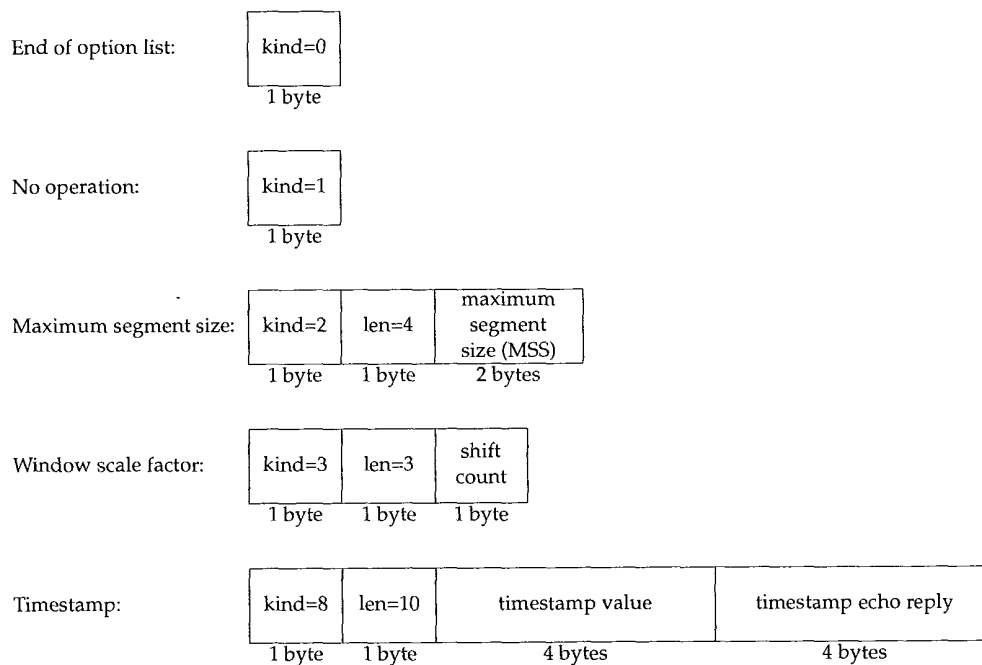 End of option list:
kind=0
1 byte
No operation:
kind=1
1 byte
Maximum segment size:
kind=2
len=4
maximum
segment
size (MSS)
1 byte
1 byte
2 bytes
Window scale factor:
kind=3
len=3
shift
count
1 byte
1 byte
1 byte
Timestamp:
kind=8
len=10
timestamp value
timestamp echo reply
1 byte
1 byte
4 bytes
4 bytes